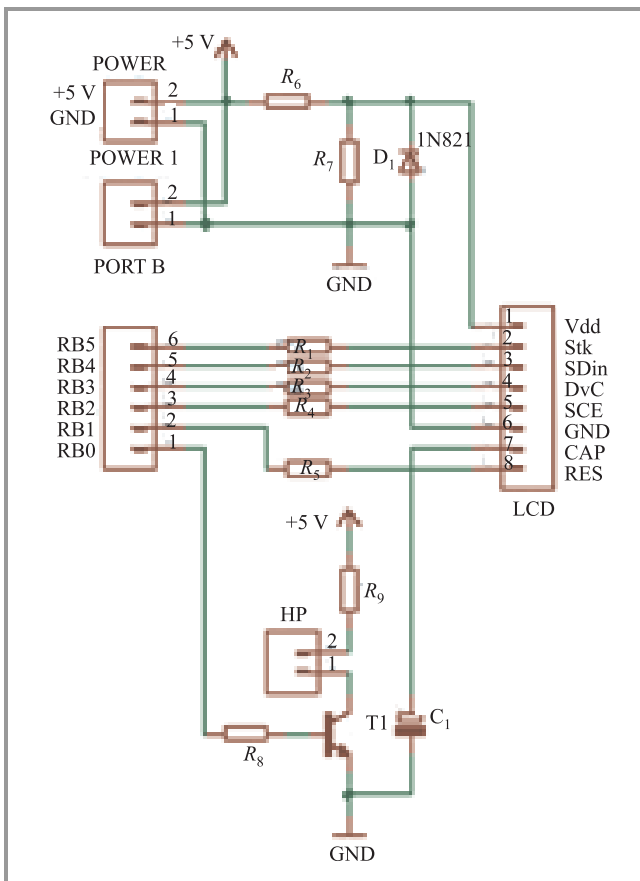 +5 V
POWER
2
R6
+5 V
GND
1
1N821
POWER 1
R7
D1
2
1
PORT B
GND
1
Vdd
RB5
6
R1
2
Stk
RB4
5
R2
3
SDin
RB3
4
R3
4
DvC
RB2
3
R4
5
SCE
RB1
2
6
GND
RB0
1
7
CAP
R5
8
RES
LCD
+5 V
R9
HP
2
1
T1
C1
R8
GND